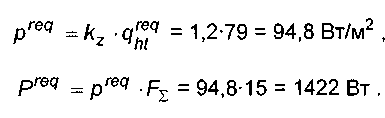 p^req = k_z · q_ht^req = 1,2·79 = 94,8 Вт/м² ,
P^req = p^req · F_Σ = 94,8·15 = 1422 Вт .